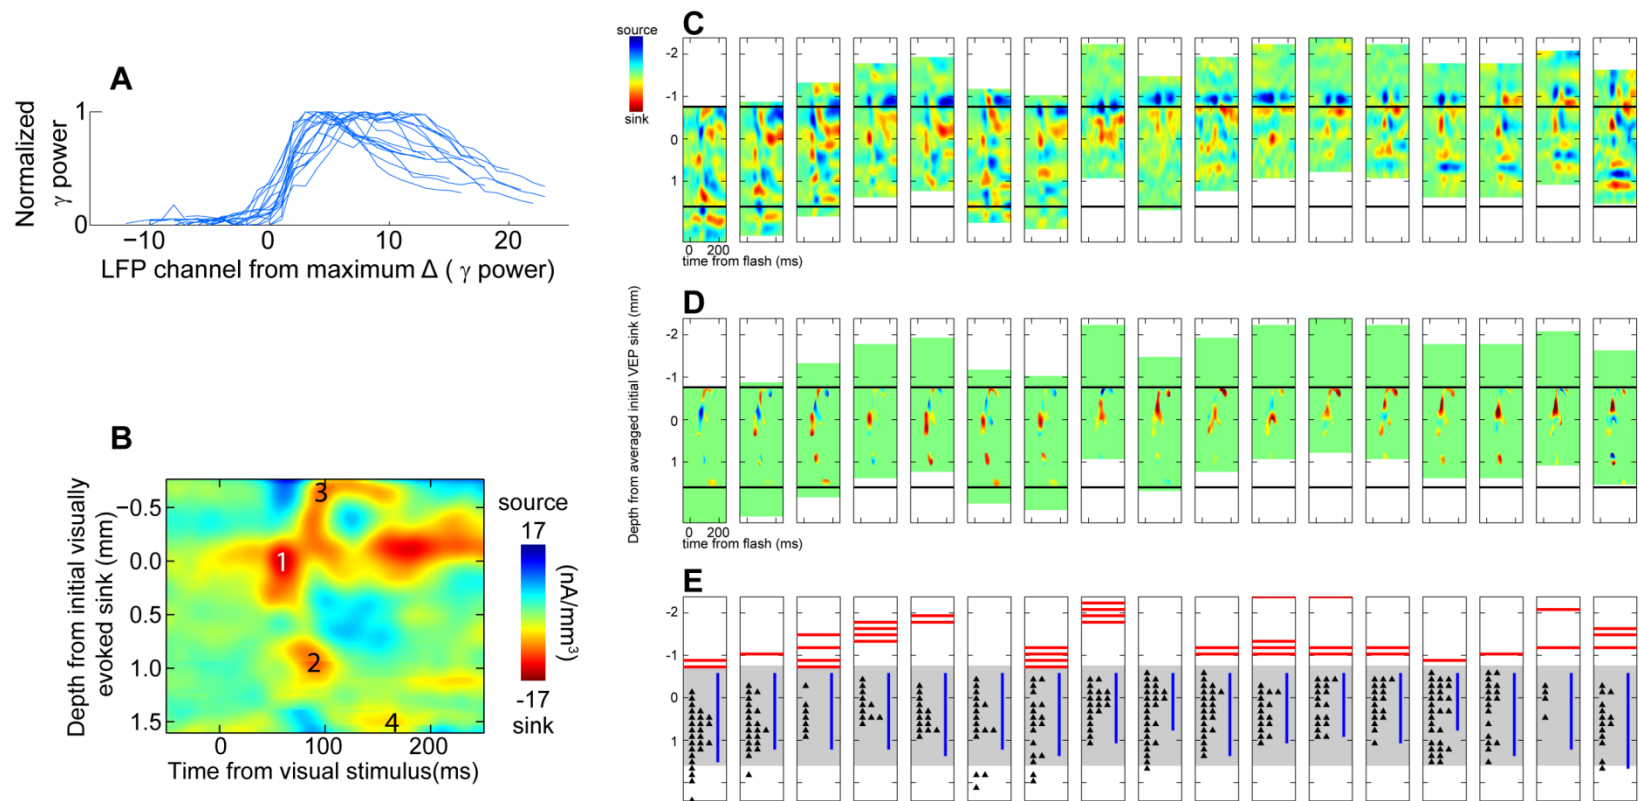 A
Normalized
γ power
1
0
−10
0
10
20
LFP channel from maximum Δ ( γ power)
B
Depth from initial visually
evoked sink (mm)
−0.5
0.0
0.5
1.0
1.5
3
1
2
4
0
100
200
Time from visual stimulus(ms)
source
17
(nA/mm³)
-17
sink
C
source
sink
-2
-1
0
1
0 200
time from flash (ms)
D
Depth from averaged initial VEP sink (mm)
-2
-1
0
1
0 200
time from flash (ms)
E
-2
-1
0
1